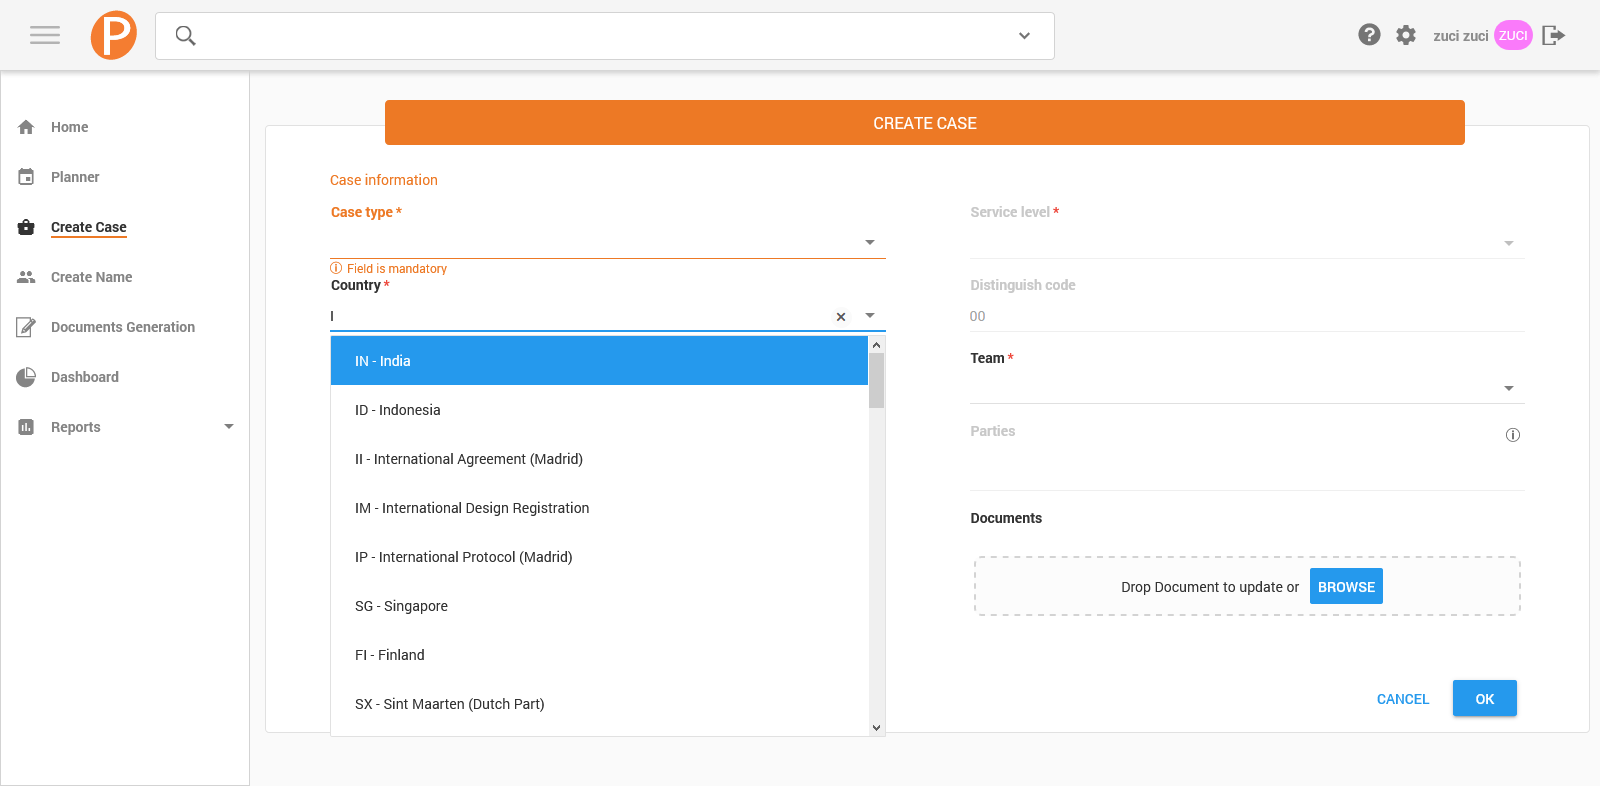 P
zuci zuci ZUCI
Home
Planner
Create Case
Create Name
Documents Generation
Dashboard
Reports
CREATE CASE
Case information
Case type *
Field is mandatory
Country *
I
IN - India
ID - Indonesia
II - International Agreement (Madrid)
IM - International Design Registration
IP - International Protocol (Madrid)
SG - Singapore
FI - Finland
SX - Sint Maarten (Dutch Part)
Service level *
Distinguish code
00
Team *
Parties
Documents
Drop Document to update or BROWSE
CANCEL OK